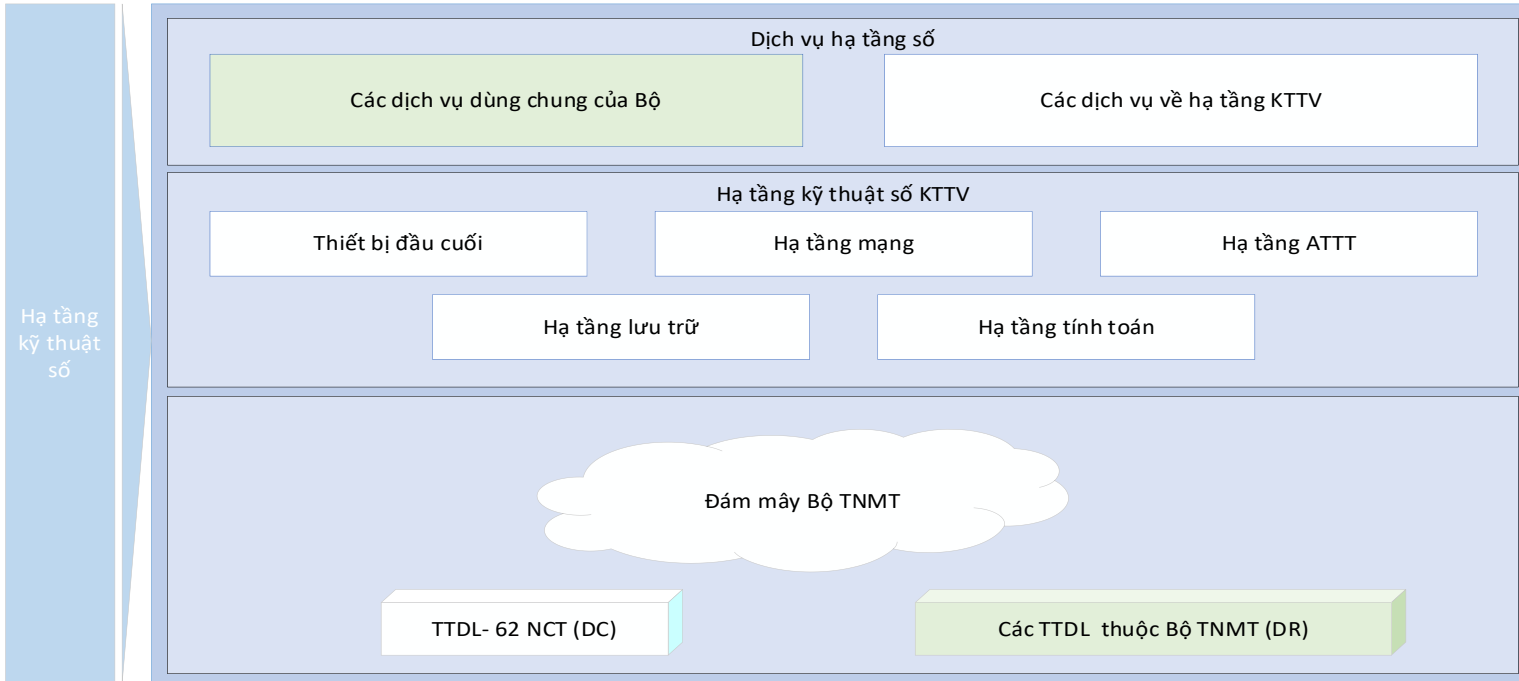 Hạ tầng
kỹ thuật
số
Dịch vụ hạ tầng số
Các dịch vụ dùng chung của Bộ
Các dịch vụ về hạ tầng KTTV
Hạ tầng kỹ thuật số KTTV
Thiết bị đầu cuối
Hạ tầng mạng
Hạ tầng ATTT
Hạ tầng lưu trữ
Hạ tầng tính toán
Đám mây Bộ TNMT
TTDL- 62 NCT (DC)
Các TTDL thuộc Bộ TNMT (DR)